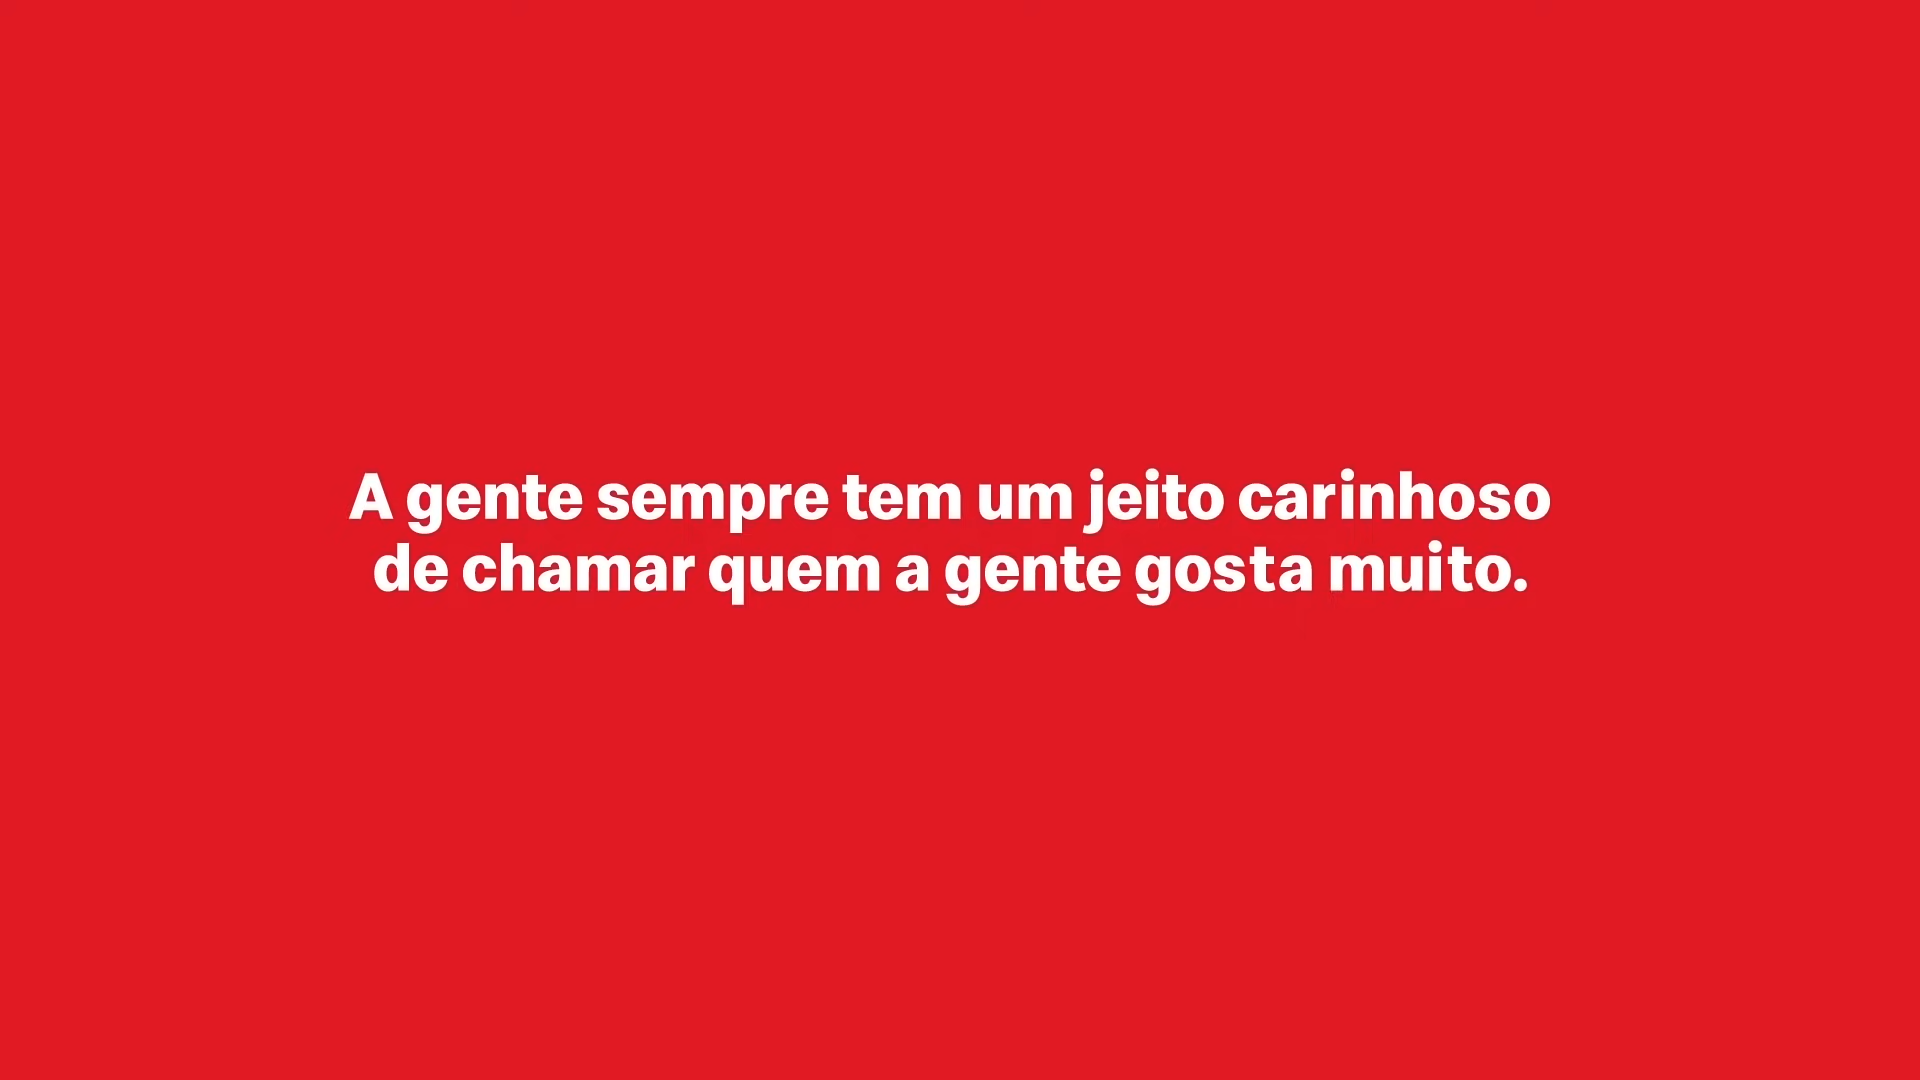 A gente sempre tem um jeito carinhoso
de chamar quem a gente gosta muito.